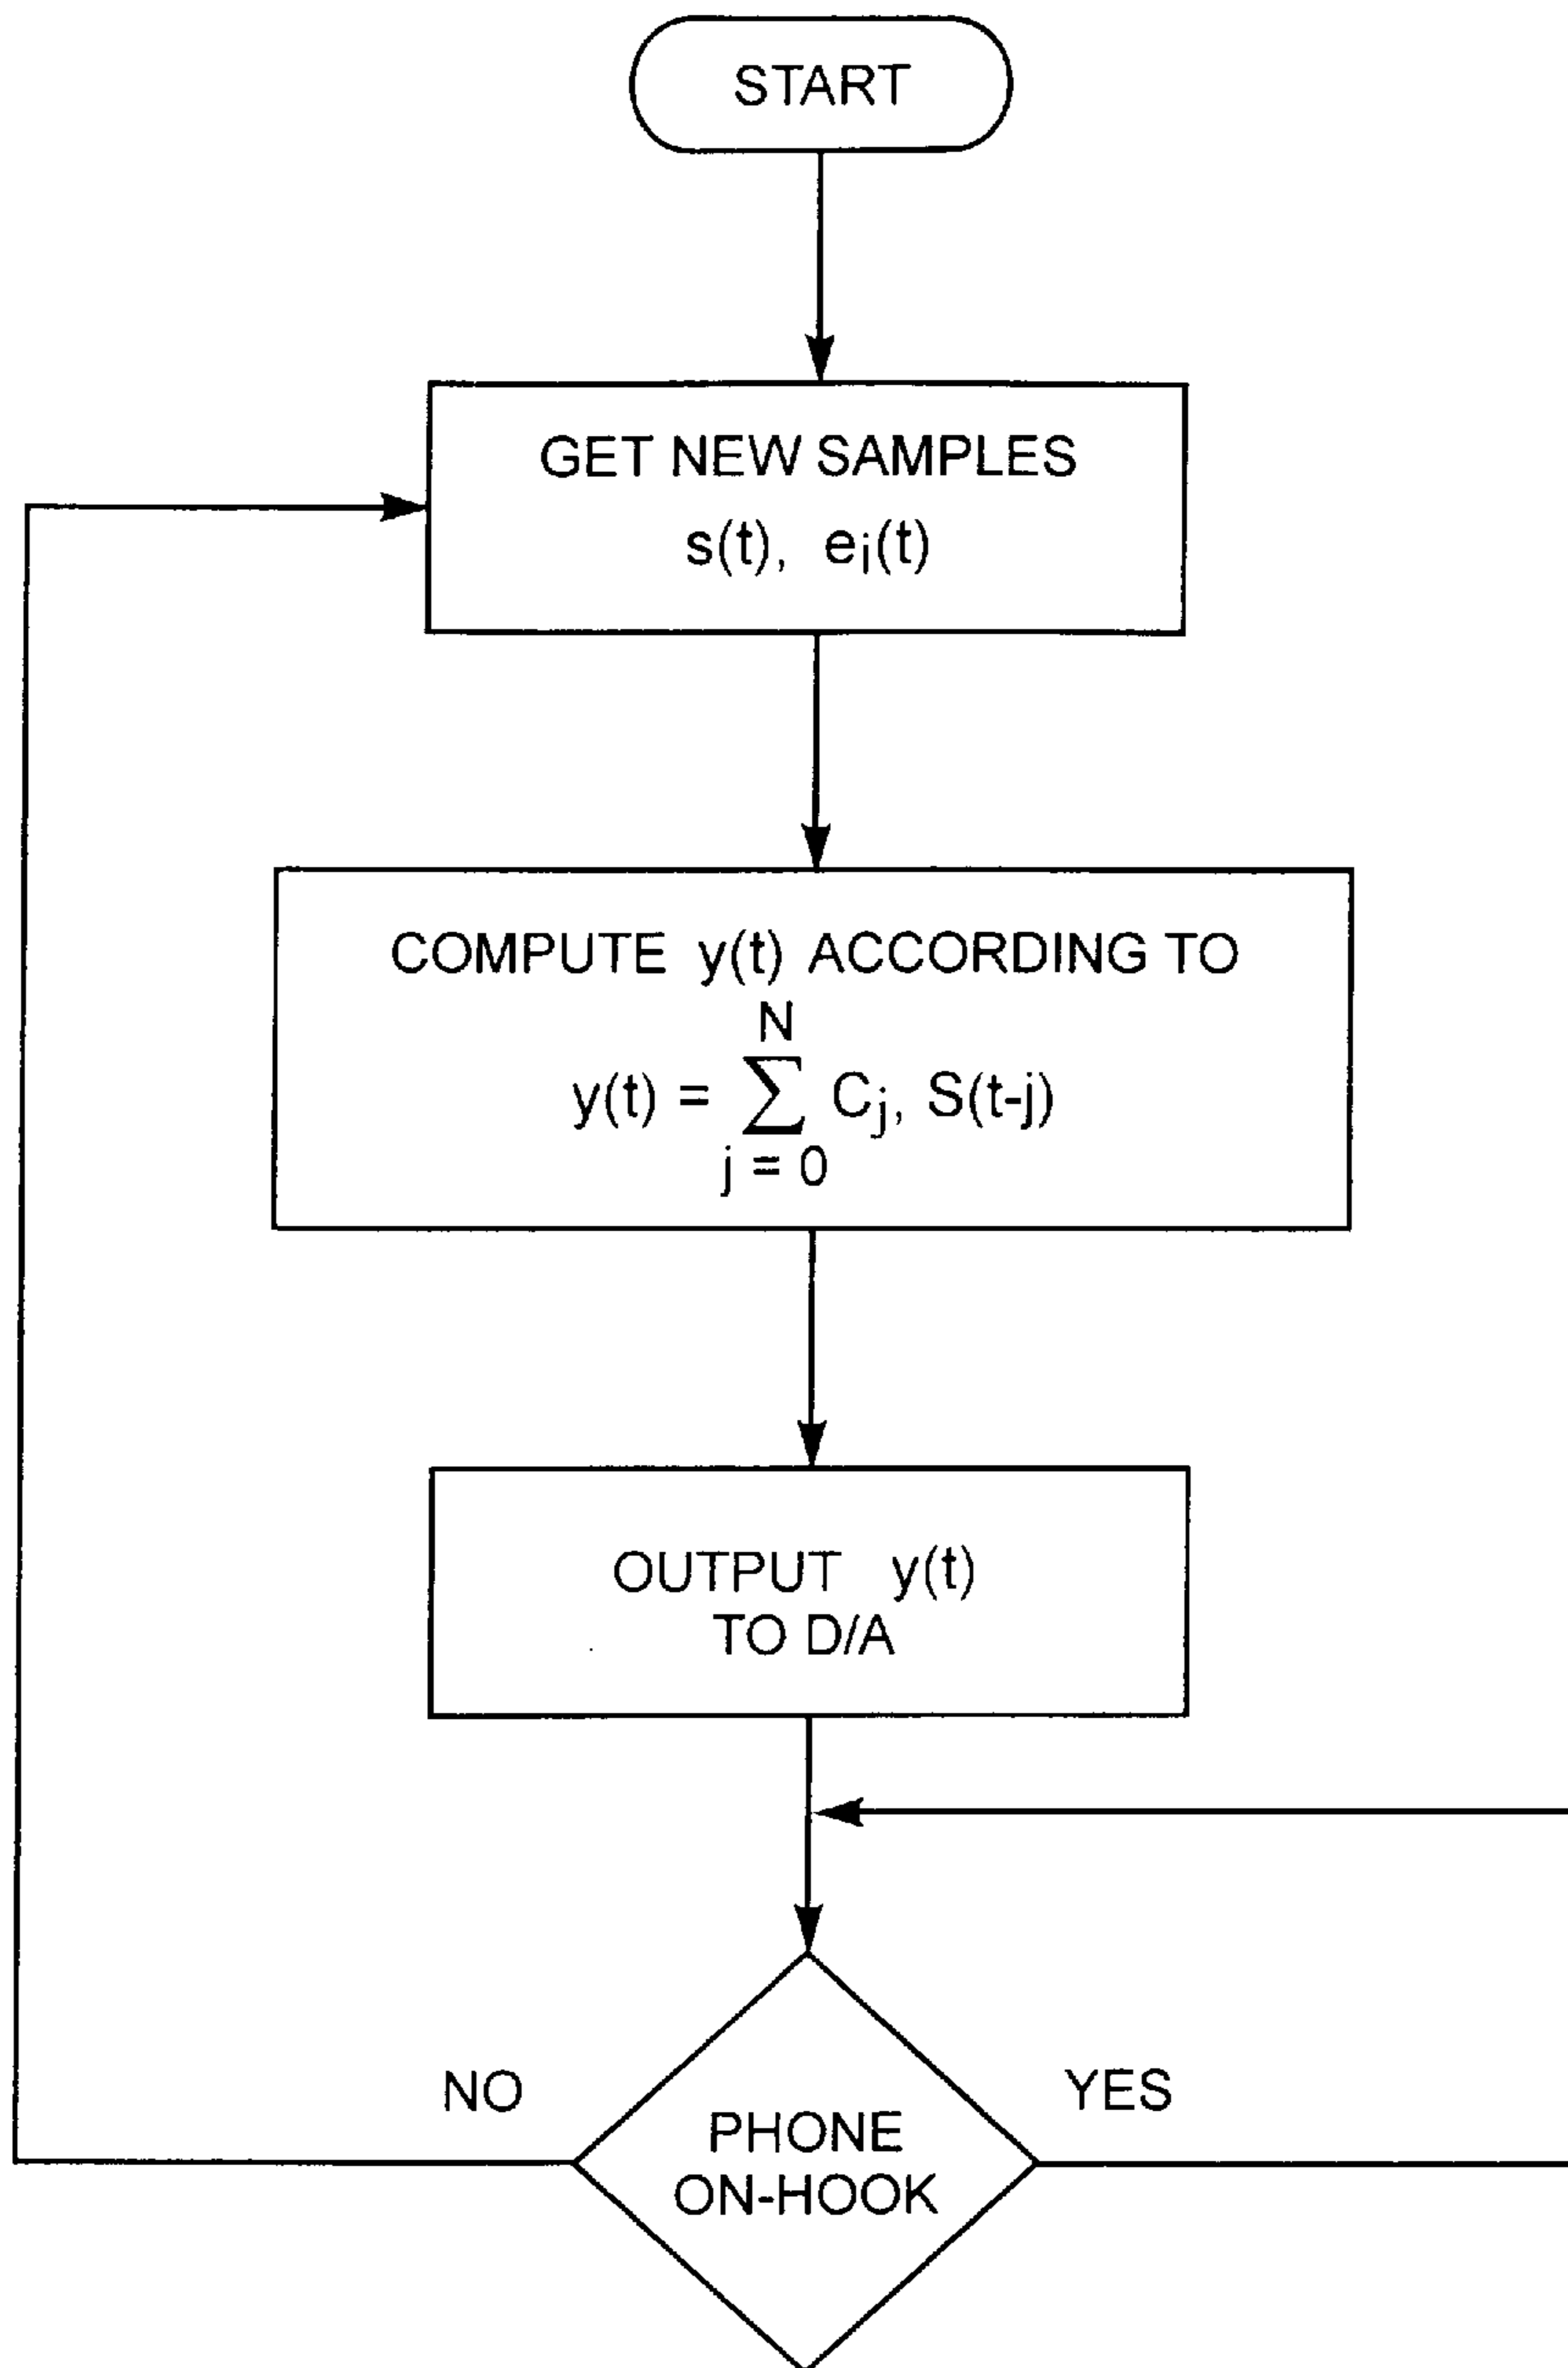 START
GET NEW SAMPLES
s(t), ei(t)
COMPUTE y(t) ACCORDING TO
N
y(t) = ∑ Cj, S(t-j)
j = 0
OUTPUT y(t)
TO D/A
NO
YES
PHONE
ON-HOOK